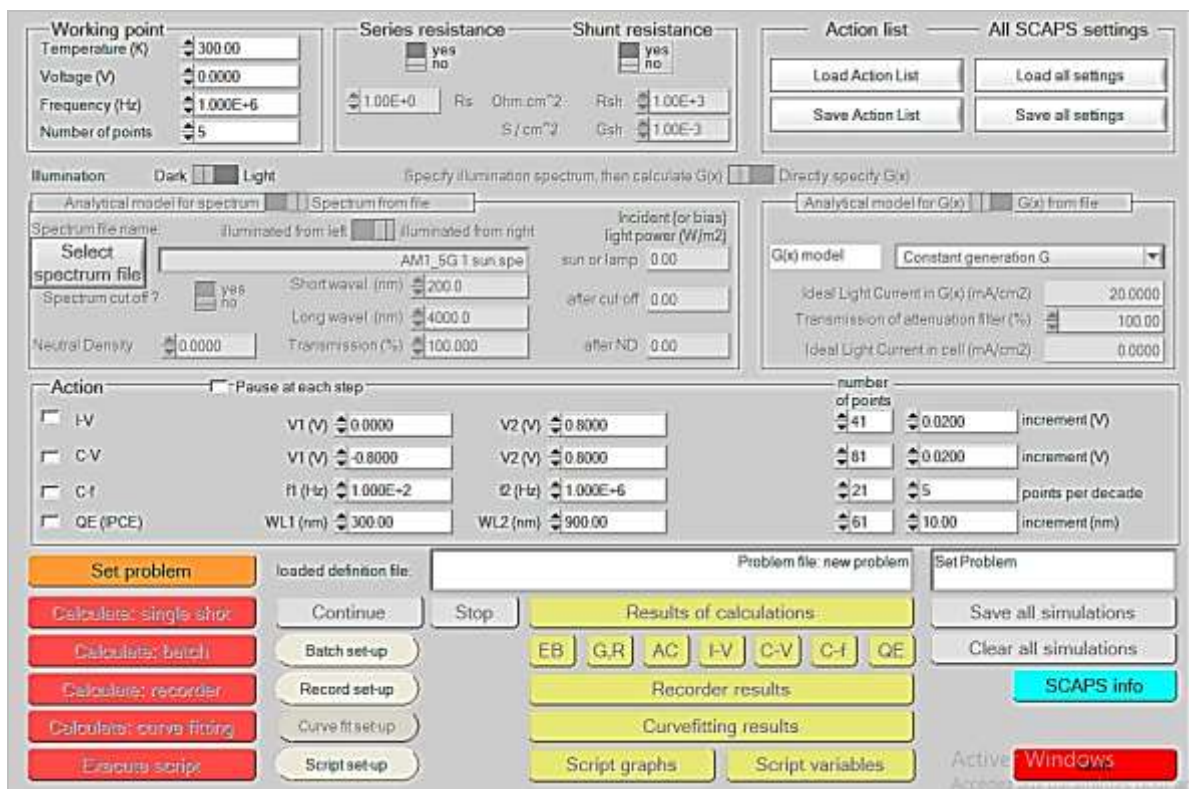 Working point
Temperature (K) 300.00
Voltage (V) 0.0000
Frequency (Hz) 1.000E+6
Number of points 5
Series resistance Shunt resistance
yes yes
no no
1.00E+0 Rs Ohm.cm^2 Rsh 1.00E+3
S / cm^2 Gsh 1.00E-3
Action list All SCAPS settings
Load Action List Load all settings
Save Action List Save all settings
Illumination: Dark Light Specify illumination spectrum, then calculate G(x) Directly specify G(x)
Analytical model for spectrum Spectrum from file
Spectrum file name: illuminated from left illuminated from right
Incident (or bias)
light power (W/m2)
Select
spectrum file
AM1_5G 1 sun.spe sun or lamp 0.00
Spectrum cut off ? yes
no
Short wavel. (nm) 200.0
Long wavel. (nm) 4000.0
after cut-off 0.00
Neutral Density 0.0000 Transmission (%) 100.000 after ND 0.00
Analytical model for G(x) G(x) from file
G(x) model Constant generation G
Ideal Light Current in G(x) (mA/cm2) 20.0000
Transmission of attenuation filter (%) 100.00
Ideal Light Current in cell (mA/cm2) 0.0000
Action Pause at each step
number
of points
I-V V1 (V) 0.0000 V2 (V) 0.8000 41 0.0200 increment (V)
C-V V1 (V) -0.8000 V2 (V) 0.8000 81 0.0200 increment (V)
C-f f1 (Hz) 1.000E+2 f2 (Hz) 1.000E+6 21 5 points per decade
QE (IPCE) WL1 (nm) 300.00 WL2 (nm) 900.00 61 10.00 increment (nm)
Set problem loaded definition file: Problem file: new problem Set Problem
Calculate: single shot Continue Stop Results of calculations Save all simulations
Calculate: batch Batch set-up EB G,R AC I-V C-V C-f QE Clear all simulations
Calculate: recorder Record set-up Recorder results SCAPS info
Calculate: curve fitting Curve fit set-up Curvefitting results
Execute script Script set-up Script graphs Script variables
Windows